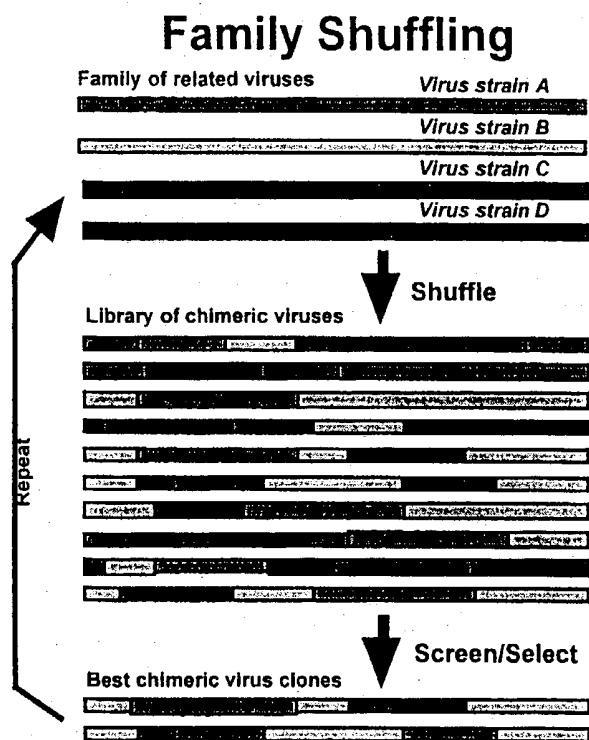 Family Shuffling
Family of related viruses
Virus strain A
Virus strain B
Virus strain C
Virus strain D
Shuffle
Library of chimeric viruses
Repeat
Screen/Select
Best chimeric virus clones